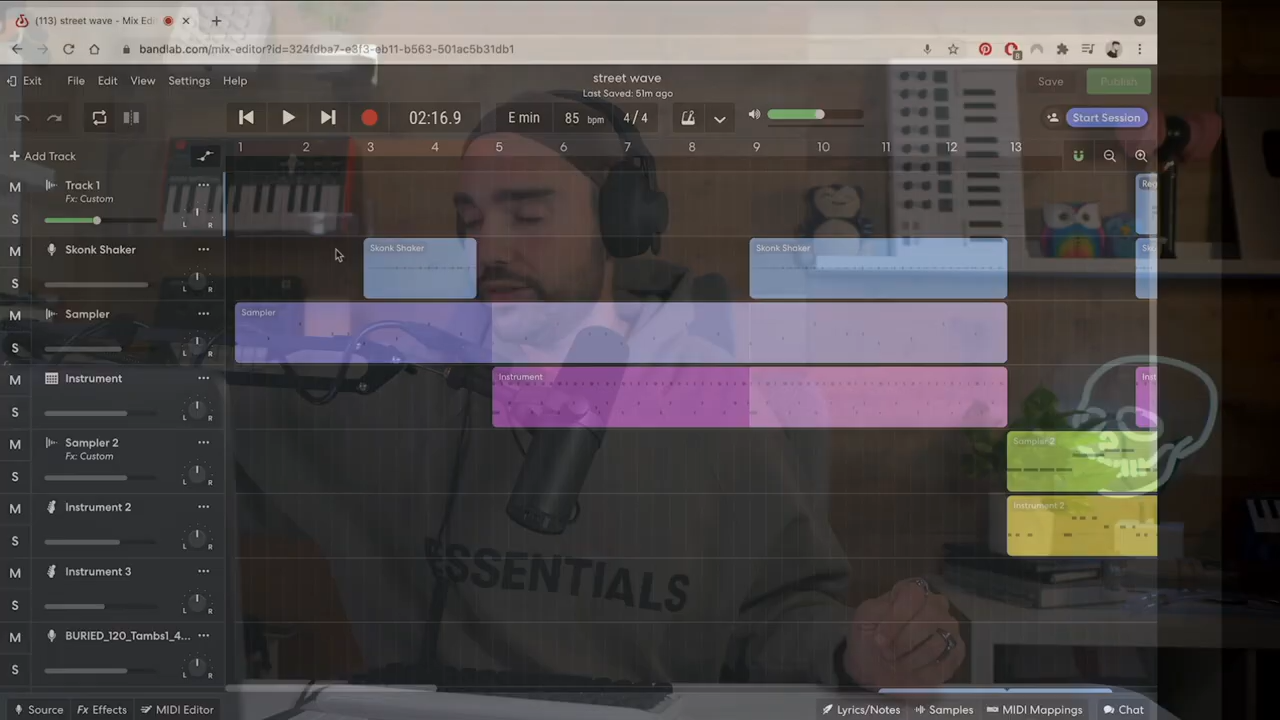 (113) street wave - Mix Edi
bandlab.com/mix-editor?id=324fdba7-e3f3-eb11-b563-501ac5b31db1
Exit File Edit View Settings Help
street wave
Last Saved: 51m ago
Save Publish
02:16.9 E min 85 bpm 4 / 4
Start Session
+ Add Track
1 2 3 4 5 6 7 8 9 10 11 12 13
M Track 1
Fx: Custom
S L R
M Skonk Shaker
S L R
Skonk Shaker Skonk Shaker
M Sampler
S L R
Sampler
M Instrument
S L R
Instrument Inst
M Sampler 2
Fx: Custom
S L R
Sampler 2
M Instrument 2
S L R
Instrument 2
M Instrument 3
S L R
M BURIED_120_Tambs1_4...
S L R
ESSENTIALS
Source Fx Effects MIDI Editor Lyrics/Notes Samples MIDI Mappings Chat